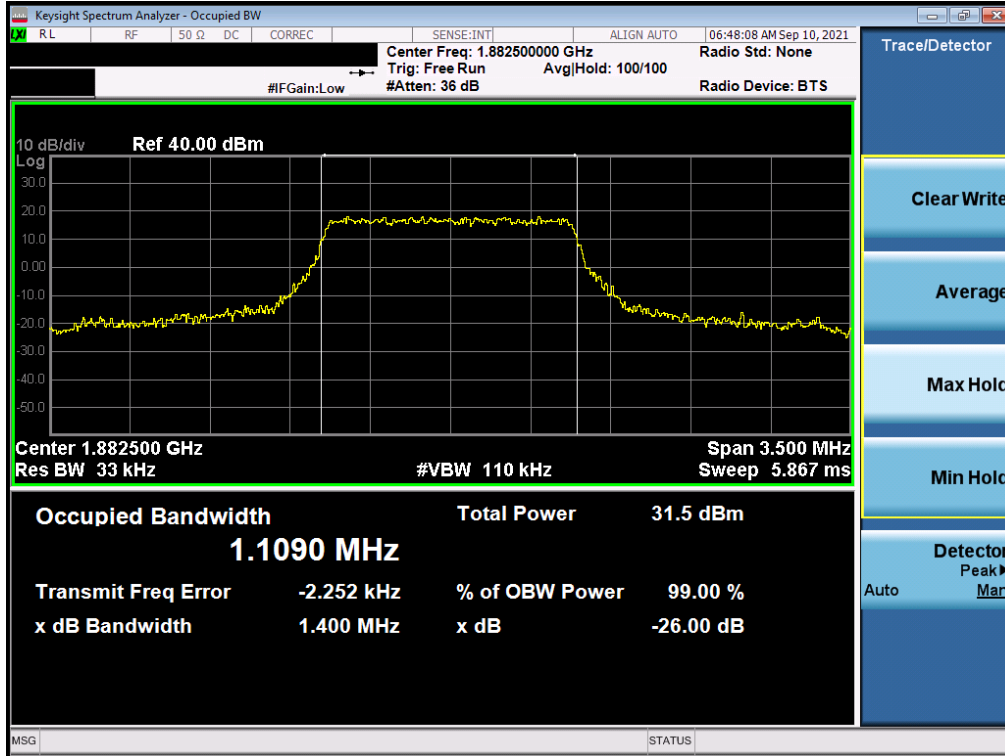 Keysight Spectrum Analyzer - Occupied BW
LXI RL RF 50 Ω DC CORREC SENSE:INT ALIGN AUTO 06:48:08 AM Sep 10, 2021
Center Freq: 1.882500000 GHz Radio Std: None
Trig: Free Run Avg|Hold: 100/100
#IFGain:Low #Atten: 36 dB Radio Device: BTS
10 dB/div Ref 40.00 dBm
Log
30.0
20.0
10.0
0.00
-10.0
-20.0
-30.0
-40.0
-50.0
Center 1.882500 GHz Span 3.500 MHz
Res BW 33 kHz #VBW 110 kHz Sweep 5.867 ms
Occupied Bandwidth Total Power 31.5 dBm
1.1090 MHz
Transmit Freq Error -2.252 kHz % of OBW Power 99.00 %
x dB Bandwidth 1.400 MHz x dB -26.00 dB
MSG STATUS
Trace/Detector
Clear Write
Average
Max Hold
Min Hold
Detector
Peak▶
Auto Man